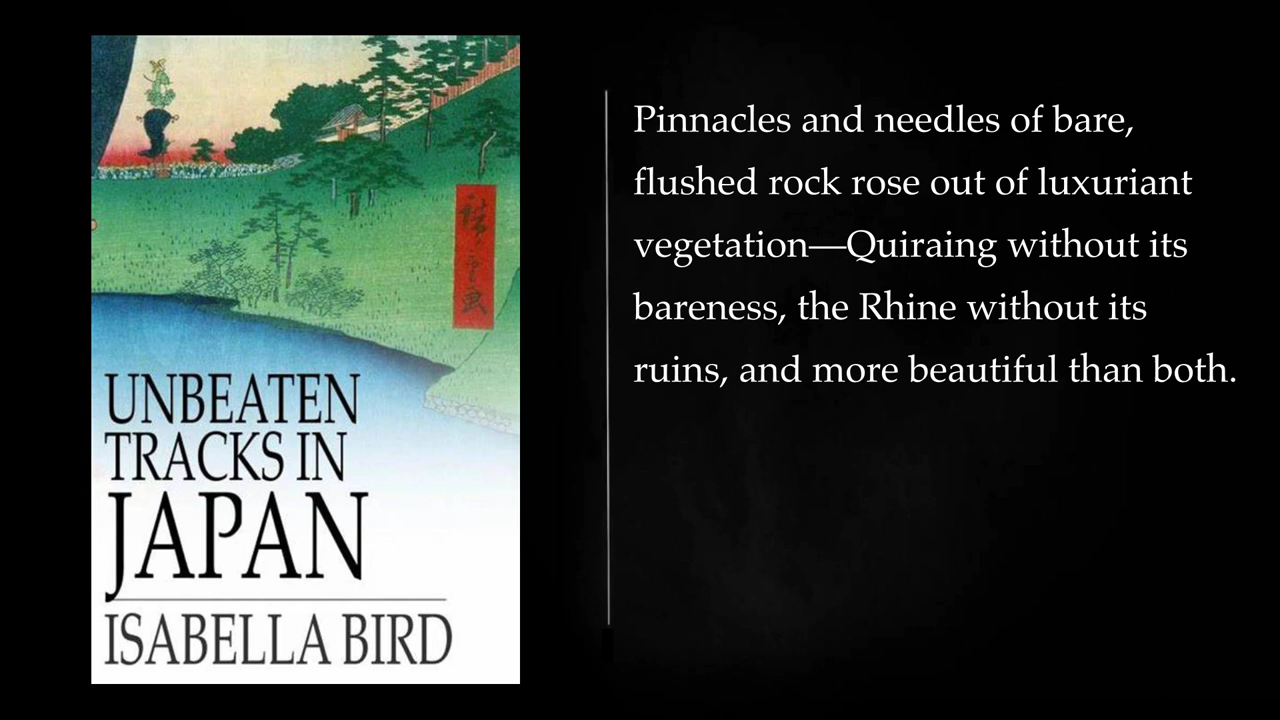 UNBEATEN
TRACKS IN
JAPAN
ISABELLA BIRD
Pinnacles and needles of bare,
flushed rock rose out of luxuriant
vegetation—Quiraing without its
bareness, the Rhine without its
ruins, and more beautiful than both.